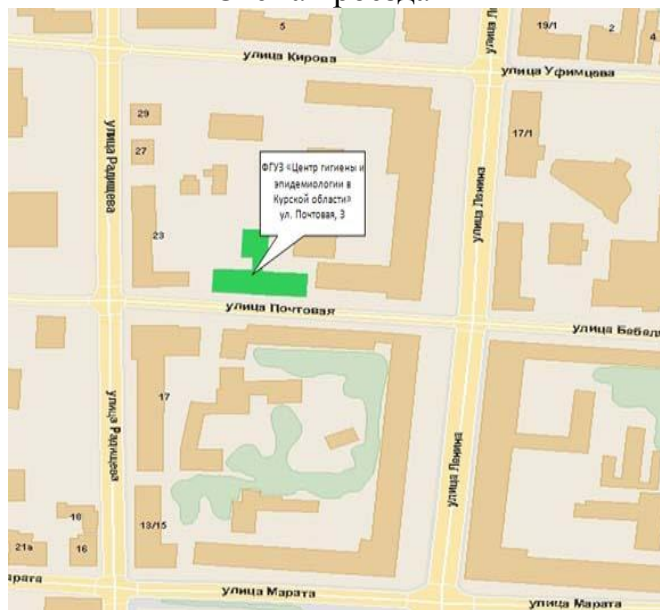 5
19/1
2
4
улица Кирова
улица Уфимцева
29
27
17/1
улица Радищева
улица Ленина
ФГУЗ «Центр гигиены и
эпидемиологии в
Курской области»
ул. Почтовая, 3
23
улица Почтовая
улица Бебеля
17
улица Радищева
улица Ленина
13/15
18
16
21а
улица Марата
улица Марата